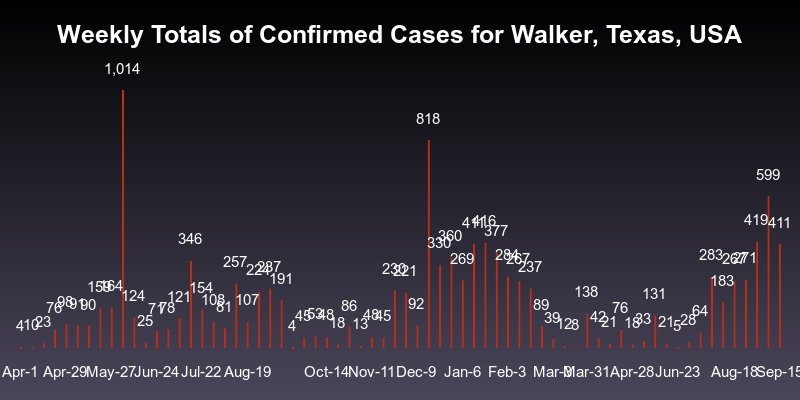 Weekly Totals of Confirmed Cases for Walker, Texas, USA
4 10 23 76 98 91 90 159 164 1,014 124 25 71 78 121 346 154 108 81 257 107 224 237 191 4 45 53 48 18 86 13 48 45 230 221 92 818 330 360 269 411 416 377 284 267 237 89 39 12 8 138 42 21 76 18 33 131 21 5 28 64 283 183 267 271 419 599 411
Apr-1 Apr-29 May-27 Jun-24 Jul-22 Aug-19 Oct-14 Nov-11 Dec-9 Jan-6 Feb-3 Mar-3 Mar-31 Apr-28 Jun-23 Aug-18 Sep-15